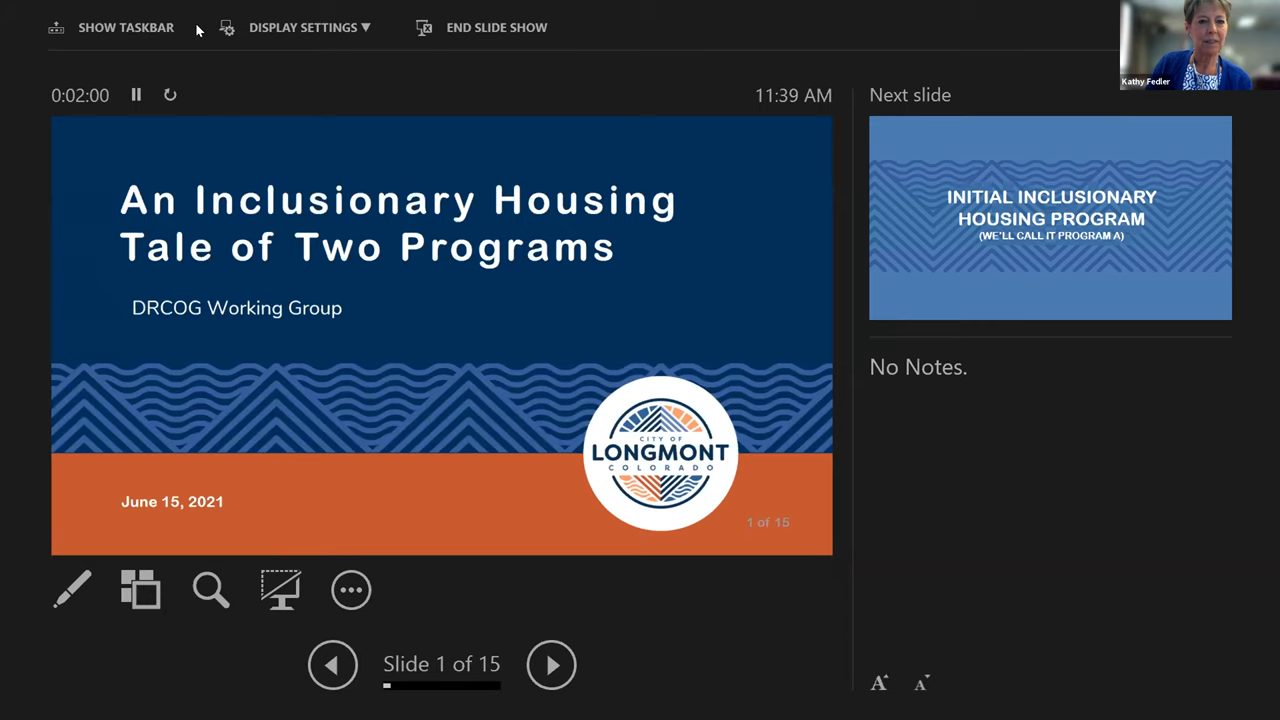 SHOW TASKBAR
DISPLAY SETTINGS ▼
END SLIDE SHOW
Kathy Fedler
0:02:00
11:39 AM
Next slide
An Inclusionary Housing
Tale of Two Programs
DRCOG Working Group
CITY OF
LONGMONT
COLORADO
June 15, 2021
1 of 15
INITIAL INCLUSIONARY
HOUSING PROGRAM
(WE'LL CALL IT PROGRAM A)
No Notes.
Slide 1 of 15
A A